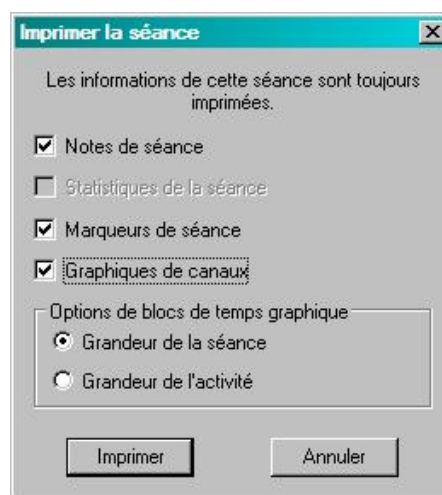 Imprimer la séance
Les informations de cette séance sont toujours
imprimées.
Notes de séance
Statistiques de la séance
Marqueurs de séance
Graphiques de canaux
Options de blocs de temps graphique
Grandeur de la séance
Grandeur de l'activité
Imprimer
Annuler